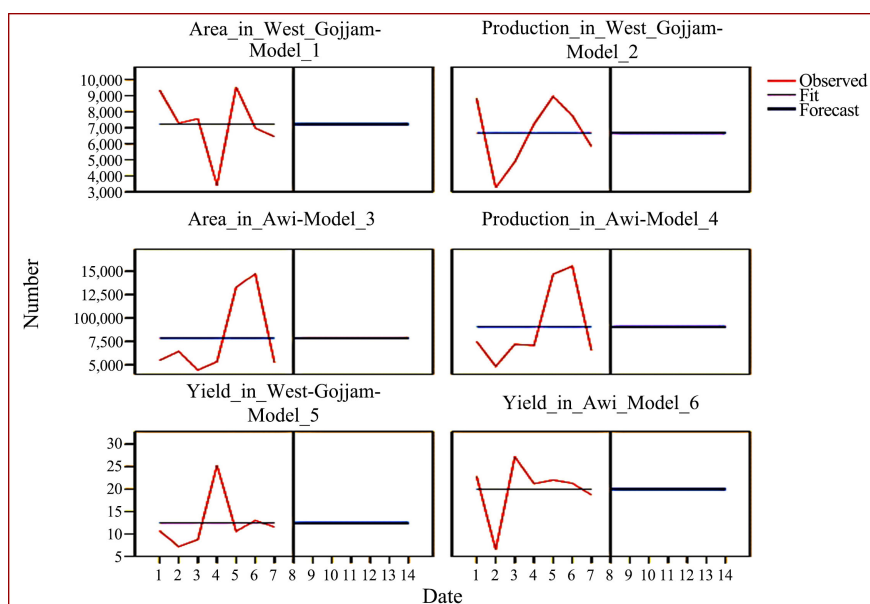 Area_in_West_Gojjam-
Model_1
Production_in_West_Gojjam-
Model_2
Observed
Fit
Forecast
10,000
9,000
8,000
7,000
6,000
5,000
4,000
3,000
Area_in_Awi-Model_3
Production_in_Awi-Model_4
Number
15,000
12,500
100,000
7,500
5,000
Yield_in_West-Gojjam-
Model_5
Yield_in_Awi_Model_6
30
25
20
15
10
5
1 2 3 4 5 6 7 8 9 10 11 12 13 14
1 2 3 4 5 6 7 8 9 10 11 12 13 14
Date